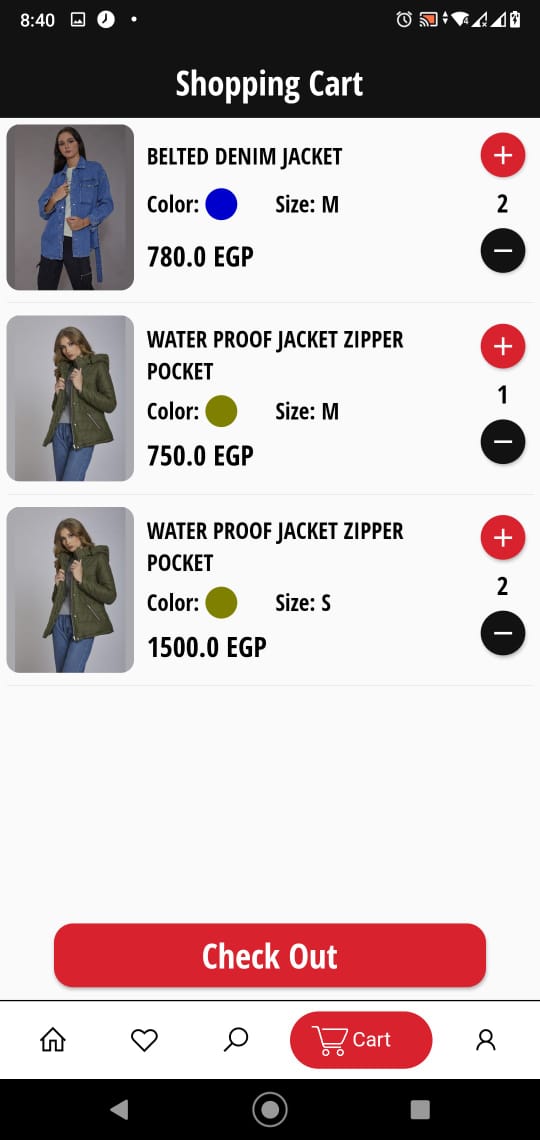 8:40
Shopping Cart
BELTED DENIM JACKET
Color: Size: M
780.0 EGP
2
WATER PROOF JACKET ZIPPER
POCKET
Color: Size: M
750.0 EGP
1
WATER PROOF JACKET ZIPPER
POCKET
Color: Size: S
1500.0 EGP
2
Check Out
Cart